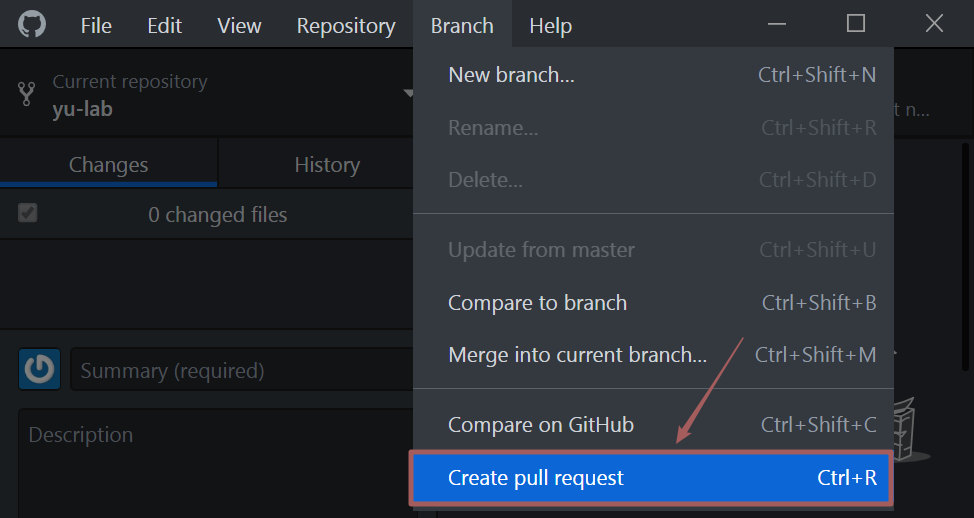 File Edit View Repository Branch Help
Current repository
yu-lab
Changes History
0 changed files
Summary (required)
Description
New branch... Ctrl+Shift+N
Rename... Ctrl+Shift+R
Delete... Ctrl+Shift+D
Update from master Ctrl+Shift+U
Compare to branch Ctrl+Shift+B
Merge into current branch... Ctrl+Shift+M
Compare on GitHub Ctrl+Shift+C
Create pull request Ctrl+R